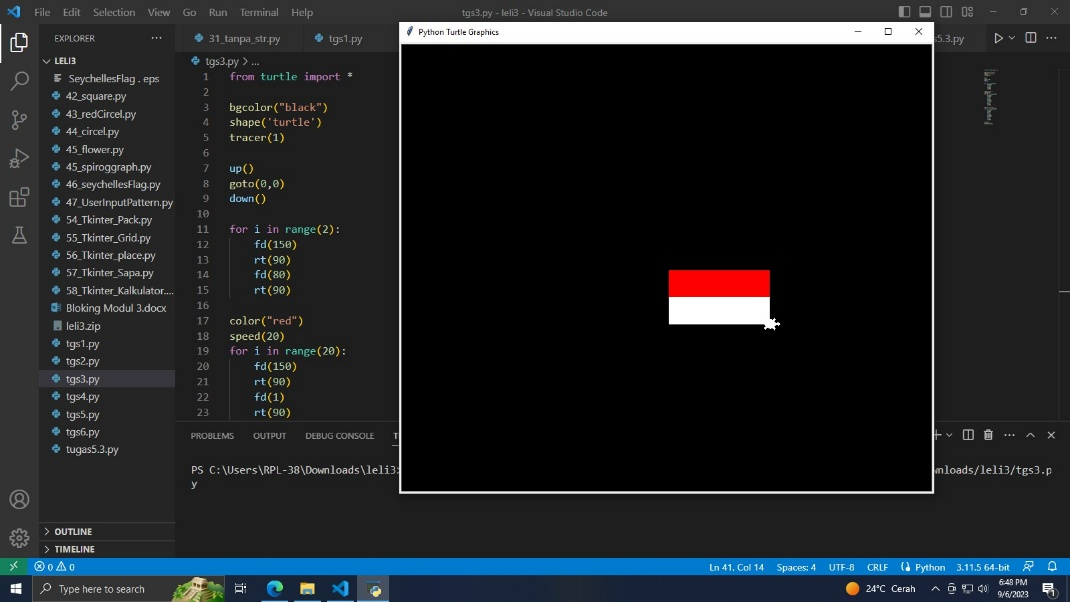 File Edit Selection View Go Run Terminal Help
tgs3.py - leli3 - Visual Studio Code
EXPLORER
LELI3
SeychellesFlag . eps
42_square.py
43_redCircel.py
44_circel.py
45_flower.py
45_spiroggraph.py
46_seychellesFlag.py
47_UserInputPattern.py
54_Tkinter_Pack.py
55_Tkinter_Grid.py
56_Tkinter_place.py
57_Tkinter_Sapa.py
58_Tkinter_Kalkulator....
Bloking Modul 3.docx
leli3.zip
tgs1.py
tgs2.py
tgs3.py
tgs4.py
tgs5.py
tgs6.py
tugas5.3.py
OUTLINE
TIMELINE
31_tanpa_str.py
tgs1.py
s5.3.py
tgs3.py > ...
1 from turtle import *
2
3 bgcolor("black")
4 shape('turtle')
5 tracer(1)
6
7 up()
8 goto(0,0)
9 down()
10
11 for i in range(2):
12 fd(150)
13 rt(90)
14 fd(80)
15 rt(90)
16
17 color("red")
18 speed(20)
19 for i in range(20):
20 fd(150)
21 rt(90)
22 fd(1)
23 rt(90)
Python Turtle Graphics
PROBLEMS OUTPUT DEBUG CONSOLE
PS C:\Users\RPL-38\Downloads\leli3>
wnloads/leli3/tgs3.p
y
0 0
Ln 41, Col 14 Spaces: 4 UTF-8 CRLF Python 3.11.5 64-bit
Type here to search
24°C Cerah
6:48 PM
9/6/2023
1